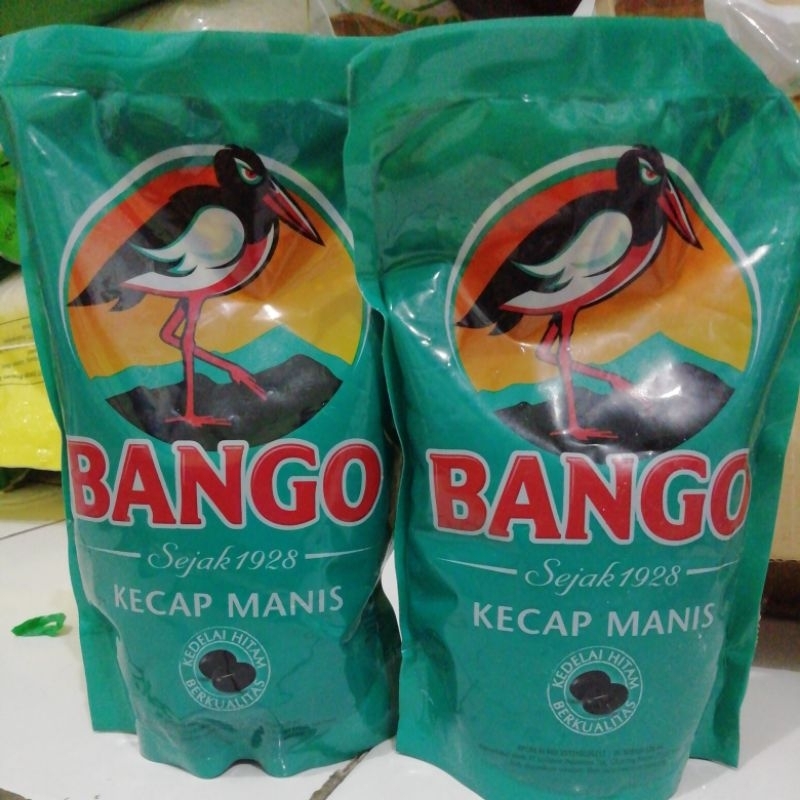 BANGO
Sejak 1928
KECAP MANIS
KEDELAI HITAM
BERKUALITAS
BANGO
Sejak 1928
KECAP MANIS
KEDELAI HITAM
BERKUALITAS